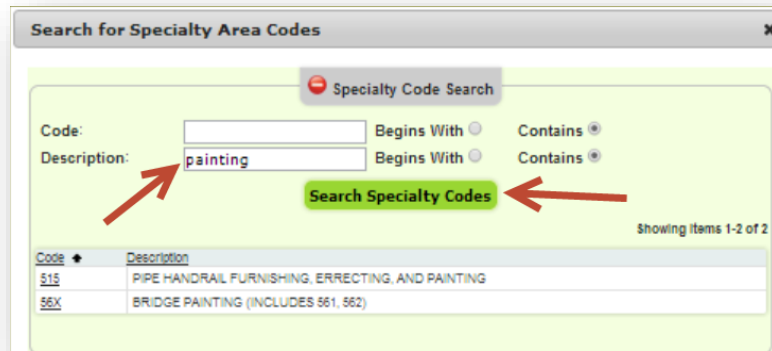 Search for Specialty Area Codes x
Specialty Code Search
Code: Begins With Contains
Description: painting Begins With Contains
Search Specialty Codes
Showing Items 1-2 of 2
Code Description
515 PIPE HANDRAIL FURNISHING, ERRECTING, AND PAINTING
56X BRIDGE PAINTING (INCLUDES 561, 562)